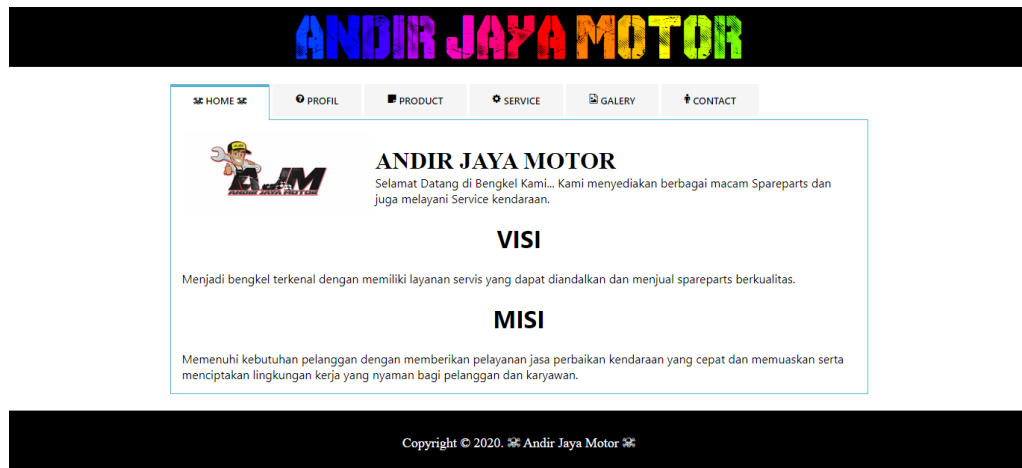 ANDIR JAYA MOTOR
HOME
PROFIL
PRODUCT
SERVICE
GALERY
CONTACT
AJM
ANDIR JAYA MOTOR
ANDIR JAYA MOTOR
Selamat Datang di Bengkel Kami... Kami menyediakan berbagai macam Spareparts dan
juga melayani Service kendaraan.
VISI
Menjadi bengkel terkenal dengan memiliki layanan servis yang dapat diandalkan dan menjual spareparts berkualitas.
MISI
Memenuhi kebutuhan pelanggan dengan memberikan pelayanan jasa perbaikan kendaraan yang cepat dan memuaskan serta
menciptakan lingkungan kerja yang nyaman bagi pelanggan dan karyawan.
Copyright © 2020. Andir Jaya Motor